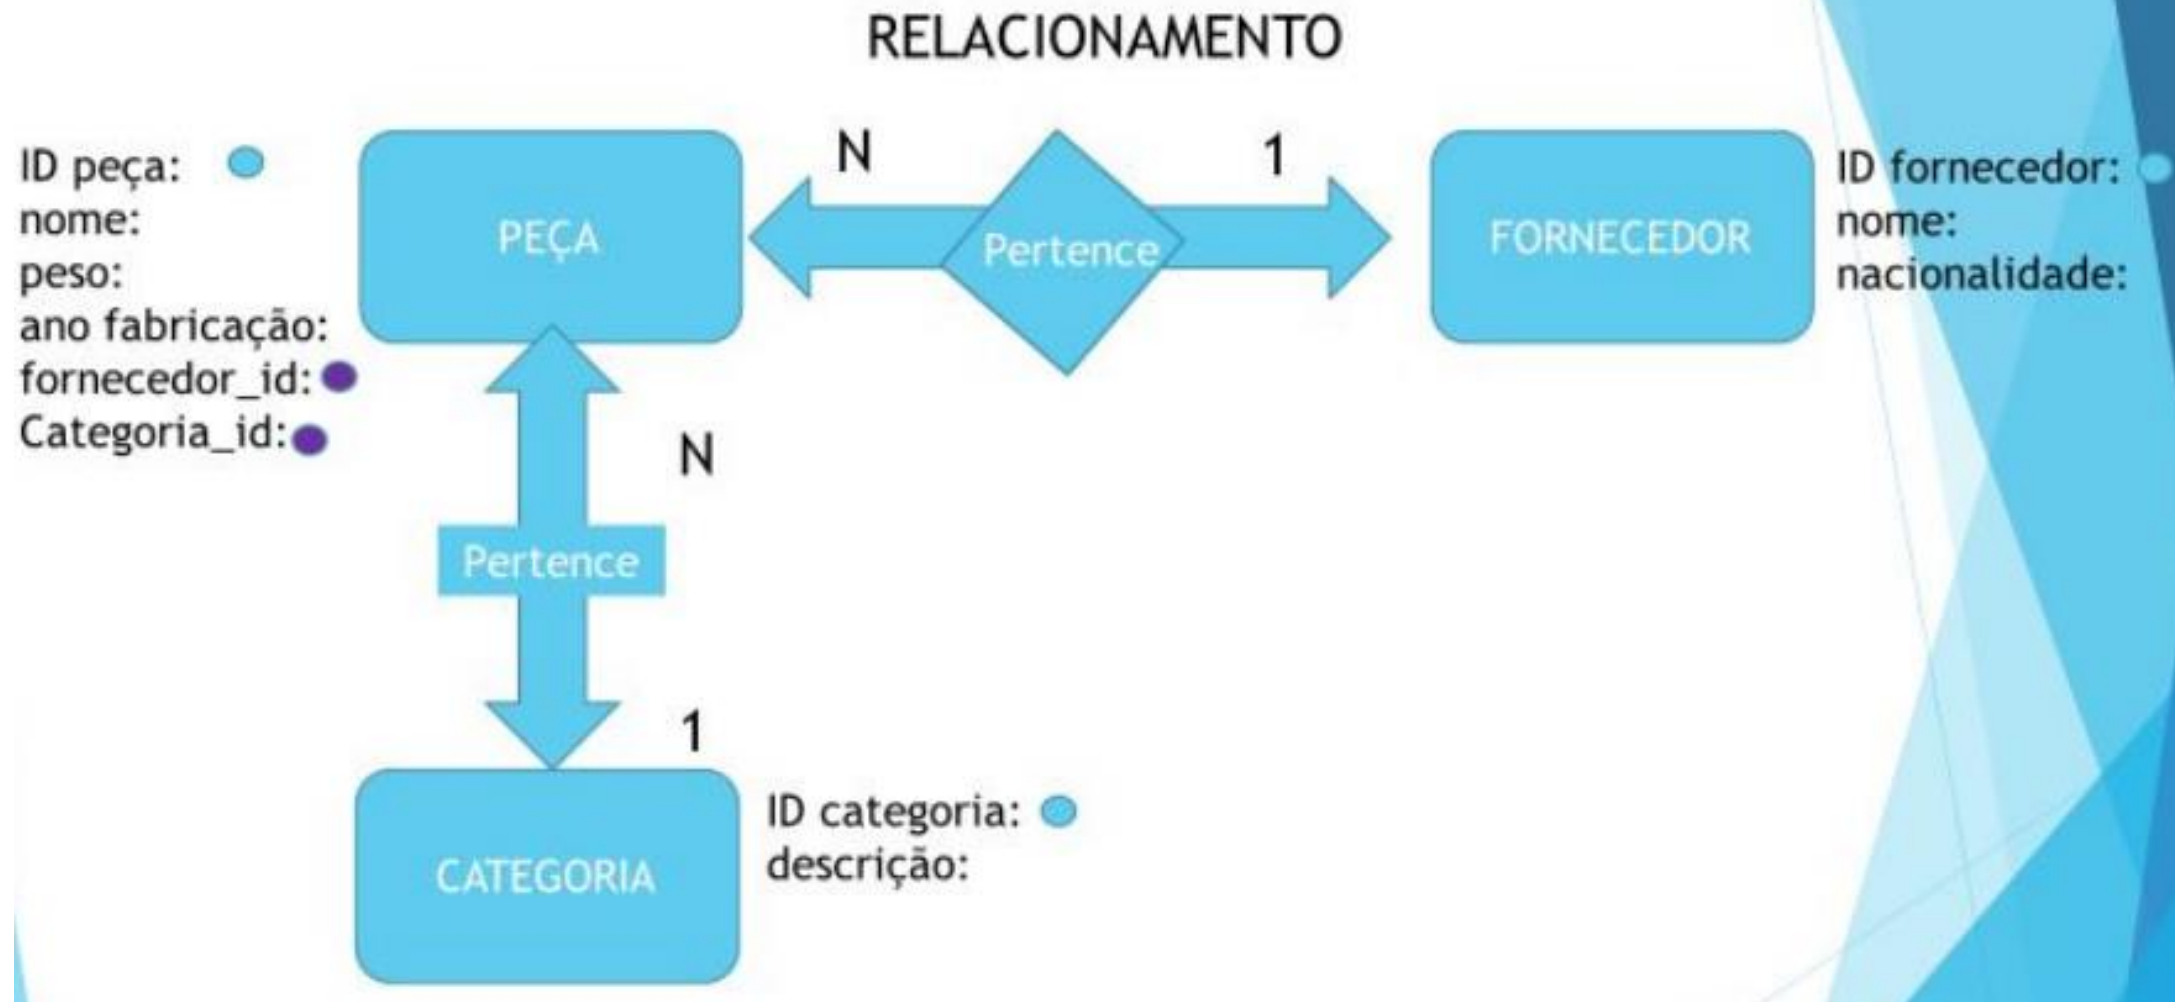 RELACIONAMENTO
ID peça:
nome:
peso:
ano fabricação:
fornecedor_id:
Categoria_id:
PEÇA
N
Pertence
1
FORNECEDOR
ID fornecedor:
nome:
nacionalidade:
N
Pertence
1
CATEGORIA
ID categoria:
descrição: